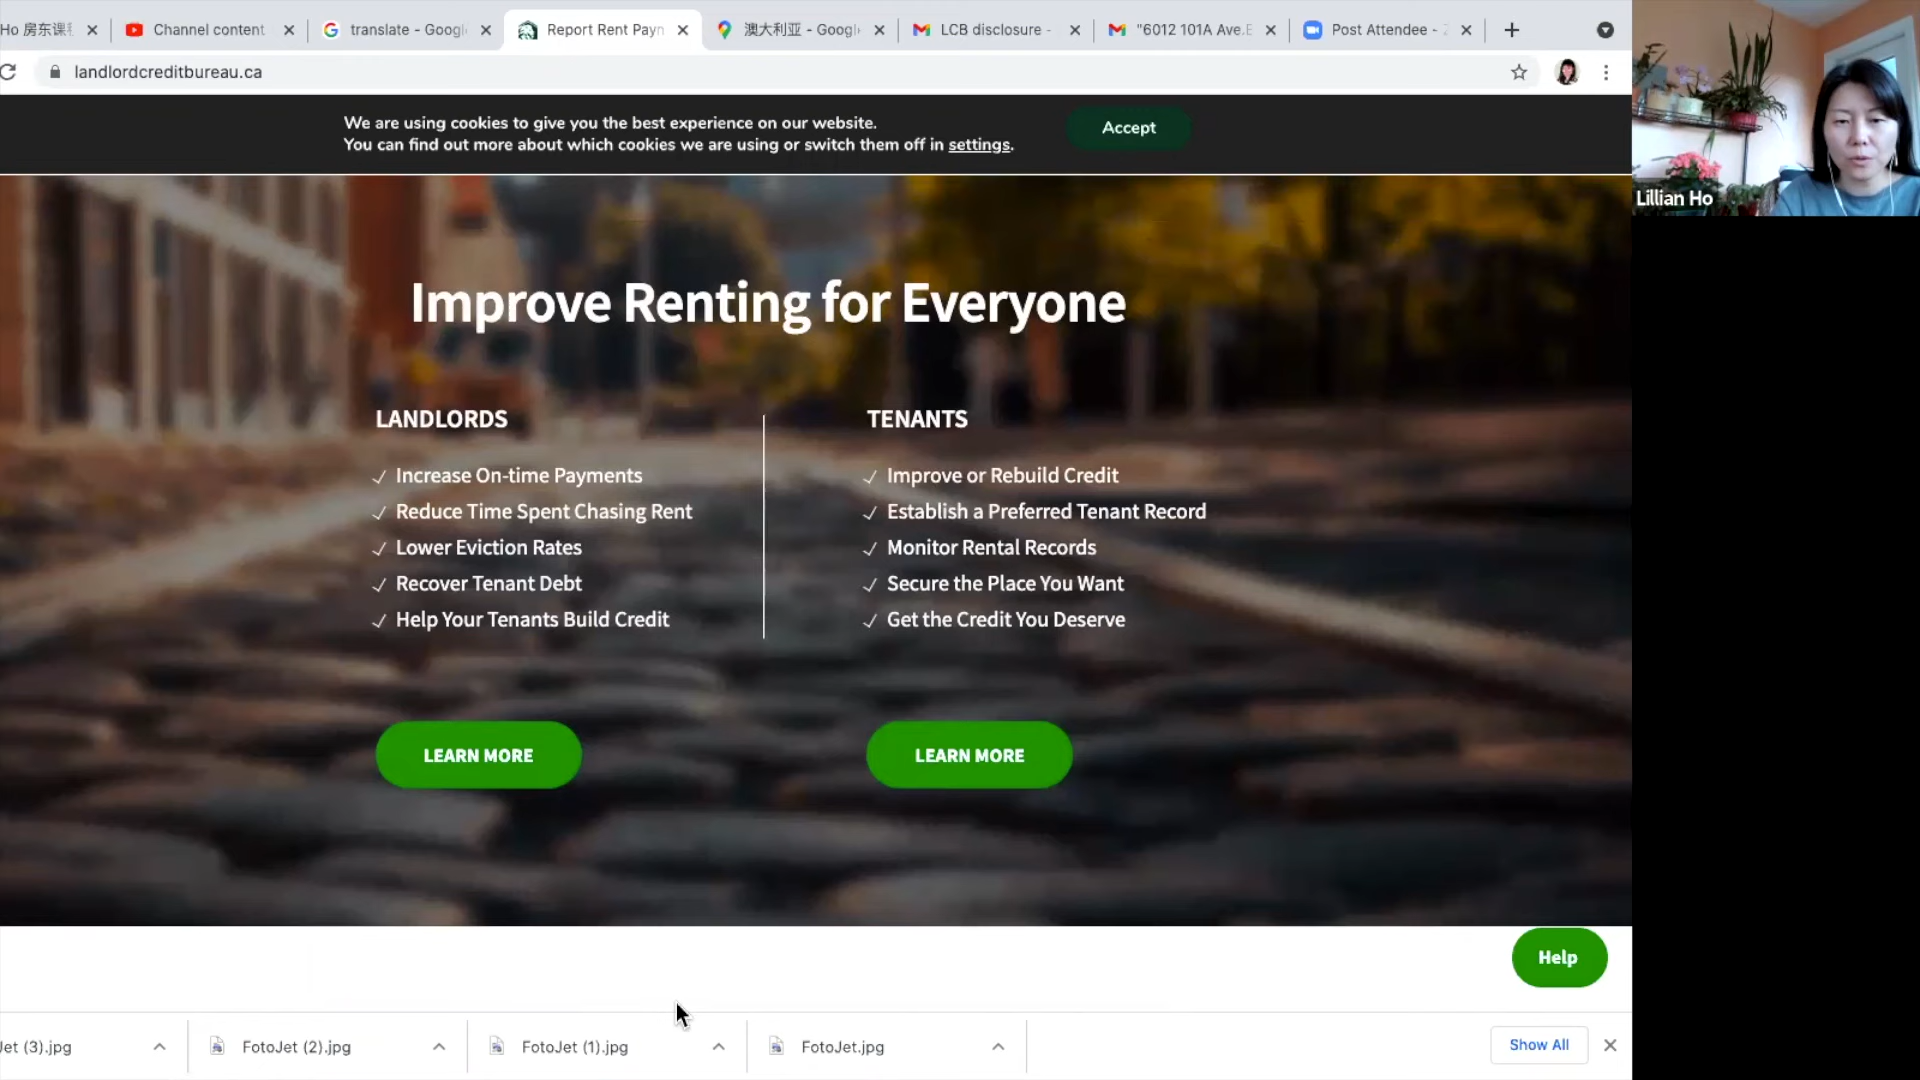 Ho 房东课
Channel content
translate - Googl
Report Rent Payn
澳大利亚 - Googl
LCB disclosure -
"6012 101A Ave.E
Post Attendee - Z
landlordcreditbureau.ca
We are using cookies to give you the best experience on our website.
You can find out more about which cookies we are using or switch them off in settings.
Accept
Lillian Ho
Improve Renting for Everyone
LANDLORDS
Increase On-time Payments
Reduce Time Spent Chasing Rent
Lower Eviction Rates
Recover Tenant Debt
Help Your Tenants Build Credit
LEARN MORE
TENANTS
Improve or Rebuild Credit
Establish a Preferred Tenant Record
Monitor Rental Records
Secure the Place You Want
Get the Credit You Deserve
LEARN MORE
Help
Jet (3).jpg
FotoJet (2).jpg
FotoJet (1).jpg
FotoJet.jpg
Show All